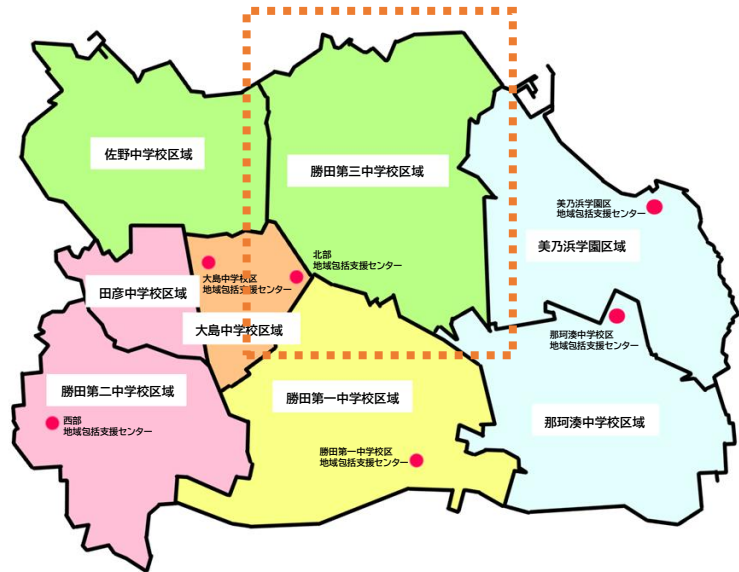 佐野中学校区域
勝田第三中学校区域
美乃浜学園区
地域包括支援センター
美乃浜学園区域
北部
地域包括支援センター
大島中学校区
地域包括支援センター
田彦中学校区域
大島中学校区域
那珂湊中学校区
地域包括支援センター
勝田第二中学校区域
勝田第一中学校区域
那珂湊中学校区域
西部
地域包括支援センター
勝田第一中学校区
地域包括支援センター